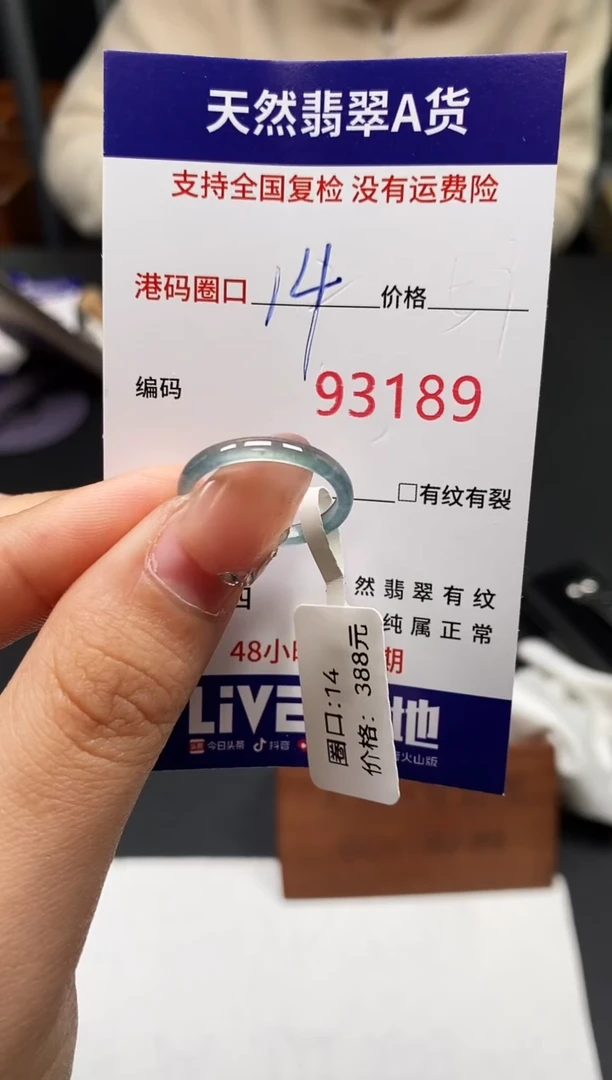 天然翡翠A货
支持全国复检 没有运费险
港码圈口 14 价格
编码 93189
□有纹有裂
然翡翠有纹
纯属正常
48小 期
LIVE 地
今日头条 抖音 火山版
圈口:14
价格: 388元